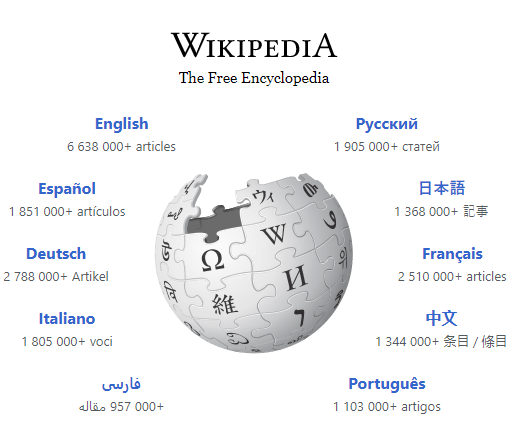 WIKIPEDIA
The Free Encyclopedia
English
6 638 000+ articles
Русский
1 905 000+ статей
Español
1 851 000+ artículos
日本語
1 368 000+ 記事
Deutsch
2 788 000+ Artikel
Français
2 510 000+ articles
Italiano
1 805 000+ voci
中文
1 344 000+ 条目 / 條目
فارسی
957 000+ مقاله
Português
1 103 000+ artigos
ウィ
W
Ω
И
維